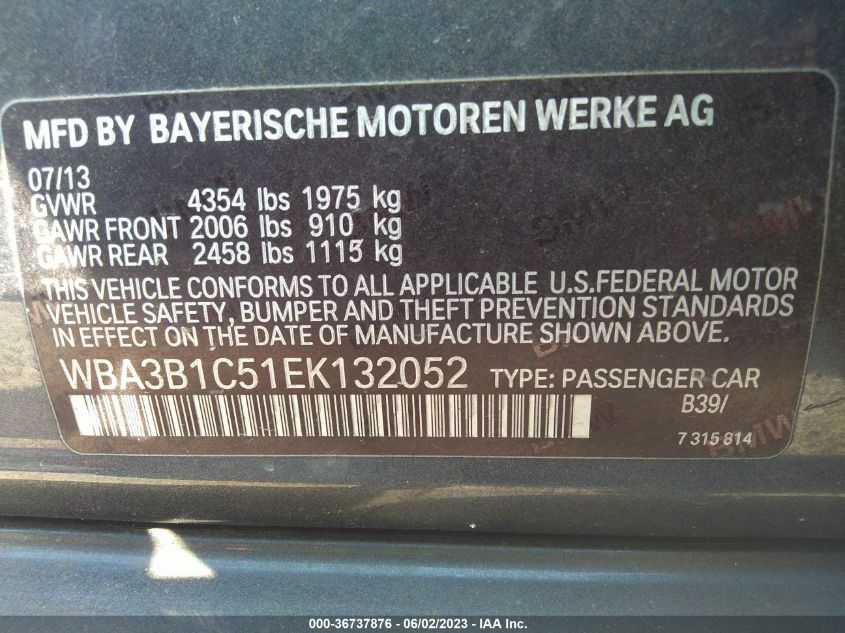 MFD BY BAYERISCHE MOTOREN WERKE AG
07/13
GVWR 4354 lbs 1975 kg
GAWR FRONT 2006 lbs 910 kg
GAWR REAR 2458 lbs 1115 kg
THIS VEHICLE CONFORMS TO ALL APPLICABLE U.S.FEDERAL MOTOR
VEHICLE SAFETY, BUMPER AND THEFT PREVENTION STANDARDS
IN EFFECT ON THE DATE OF MANUFACTURE SHOWN ABOVE.
WBA3B1C51EK132052 TYPE: PASSENGER CAR
B39/
7 315 814
BMW
000-36737876 - 06/02/2023 - IAA Inc.